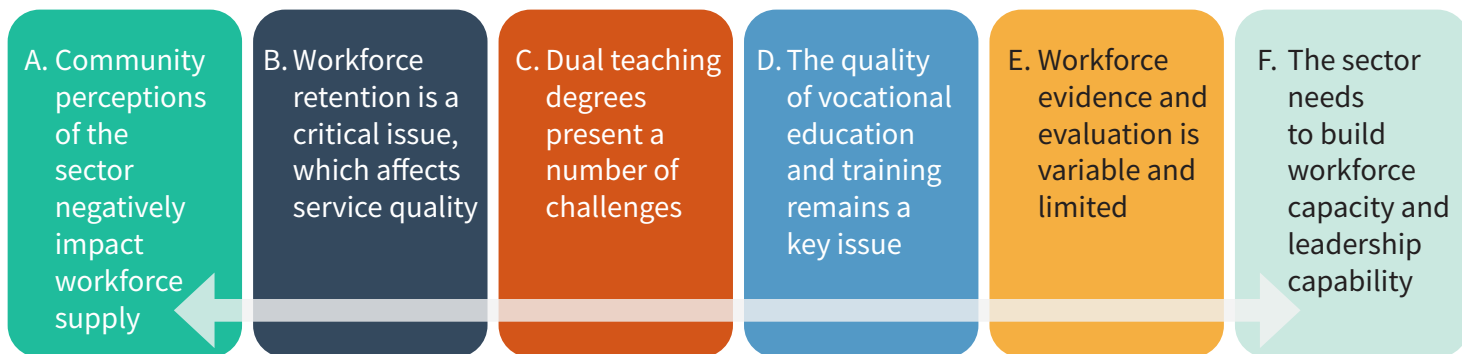 A. Community
perceptions
of the
sector
negatively
impact
workforce
supply
B. Workforce
retention is a
critical issue,
which affects
service quality
C. Dual teaching
degrees
present a
number of
challenges
D. The quality
of vocational
education
and training
remains a
key issue
E. Workforce
evidence and
evaluation is
variable and
limited
F. The sector
needs
to build
workforce
capacity and
leadership
capability